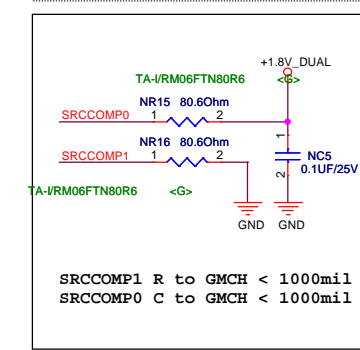 +1.8V_DUAL
TA-I/RM06FTN80R6 <G>
NR15 80.6Ohm
SRCCOMP0 1 2
1
NR16 80.6Ohm
SRCCOMP1 1 2
NC5
0.1UF/25V
2
TA-I/RM06FTN80R6 <G>
GND GND
SRCCOMP1 R to GMCH < 1000mil
SRCCOMP0 C to GMCH < 1000mil